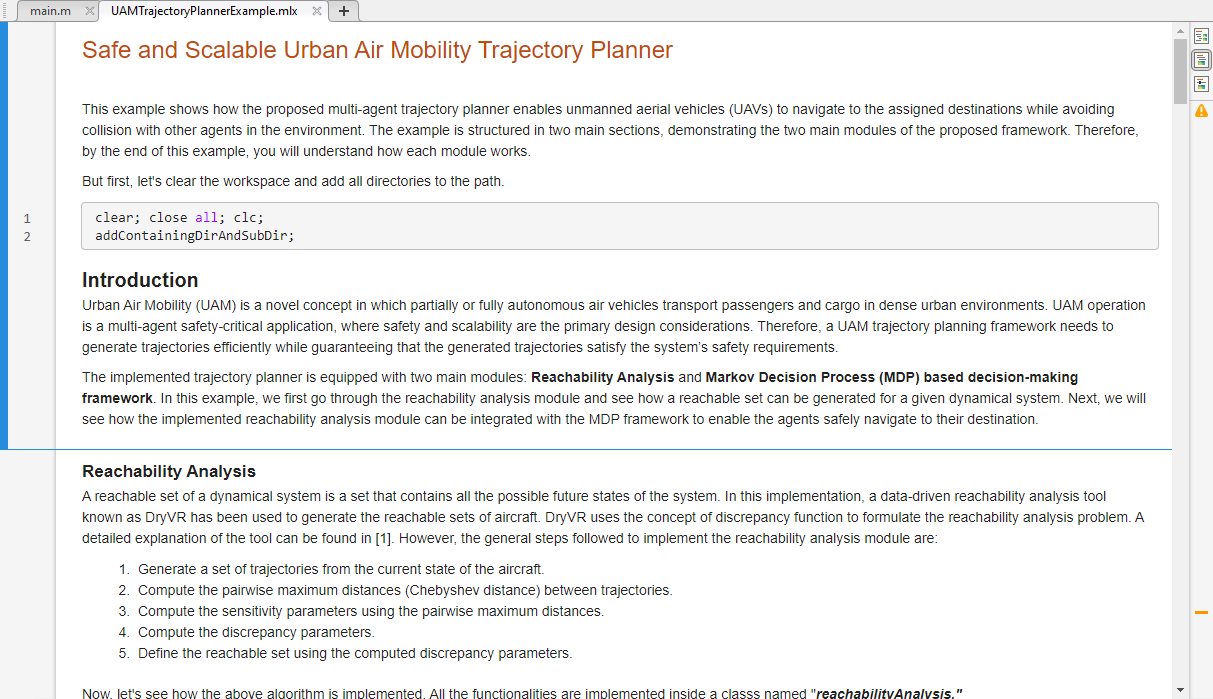 main.m
UAMTrajectoryPlannerExample.mlx
Safe and Scalable Urban Air Mobility Trajectory Planner
This example shows how the proposed multi-agent trajectory planner enables unmanned aerial vehicles (UAVs) to navigate to the assigned destinations while avoiding
collision with other agents in the environment. The example is structured in two main sections, demonstrating the two main modules of the proposed framework. Therefore,
by the end of this example, you will understand how each module works.
But first, let's clear the workspace and add all directories to the path.
1 clear; close all; clc;
2 addContainingDirAndSubDir;
Introduction
Urban Air Mobility (UAM) is a novel concept in which partially or fully autonomous air vehicles transport passengers and cargo in dense urban environments. UAM operation
is a multi-agent safety-critical application, where safety and scalability are the primary design considerations. Therefore, a UAM trajectory planning framework needs to
generate trajectories efficiently while guaranteeing that the generated trajectories satisfy the system's safety requirements.
The implemented trajectory planner is equipped with two main modules: Reachability Analysis and Markov Decision Process (MDP) based decision-making
framework. In this example, we first go through the reachability analysis module and see how a reachable set can be generated for a given dynamical system. Next, we will
see how the implemented reachability analysis module can be integrated with the MDP framework to enable the agents safely navigate to their destination.
Reachability Analysis
A reachable set of a dynamical system is a set that contains all the possible future states of the system. In this implementation, a data-driven reachability analysis tool
known as DryVR has been used to generate the reachable sets of aircraft. DryVR uses the concept of discrepancy function to formulate the reachability analysis problem. A
detailed explanation of the tool can be found in [1]. However, the general steps followed to implement the reachability analysis module are:
1. Generate a set of trajectories from the current state of the aircraft.
2. Compute the pairwise maximum distances (Chebyshev distance) between trajectories.
3. Compute the sensitivity parameters using the pairwise maximum distances.
4. Compute the discrepancy parameters.
5. Define the reachable set using the computed discrepancy parameters.
Now, let's see how the above algorithm is implemented. All the functionalities are implemented inside a classs named "reachabilityAnalysis."